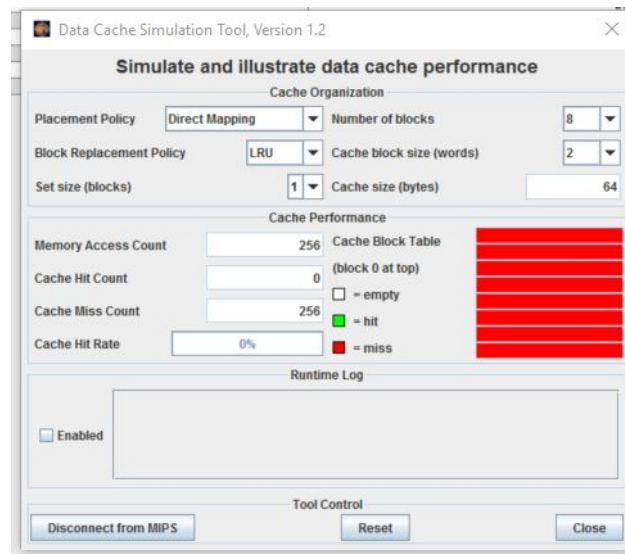 Data Cache Simulation Tool, Version 1.2
Simulate and illustrate data cache performance
Cache Organization
Placement Policy Direct Mapping Number of blocks 8
Block Replacement Policy LRU Cache block size (words) 2
Set size (blocks) 1 Cache size (bytes) 64
Cache Performance
Memory Access Count 256 Cache Block Table
(block 0 at top)
Cache Hit Count 0
= empty
Cache Miss Count 256
= hit
Cache Hit Rate 0% = miss
Runtime Log
Enabled
Tool Control
Disconnect from MIPS Reset Close